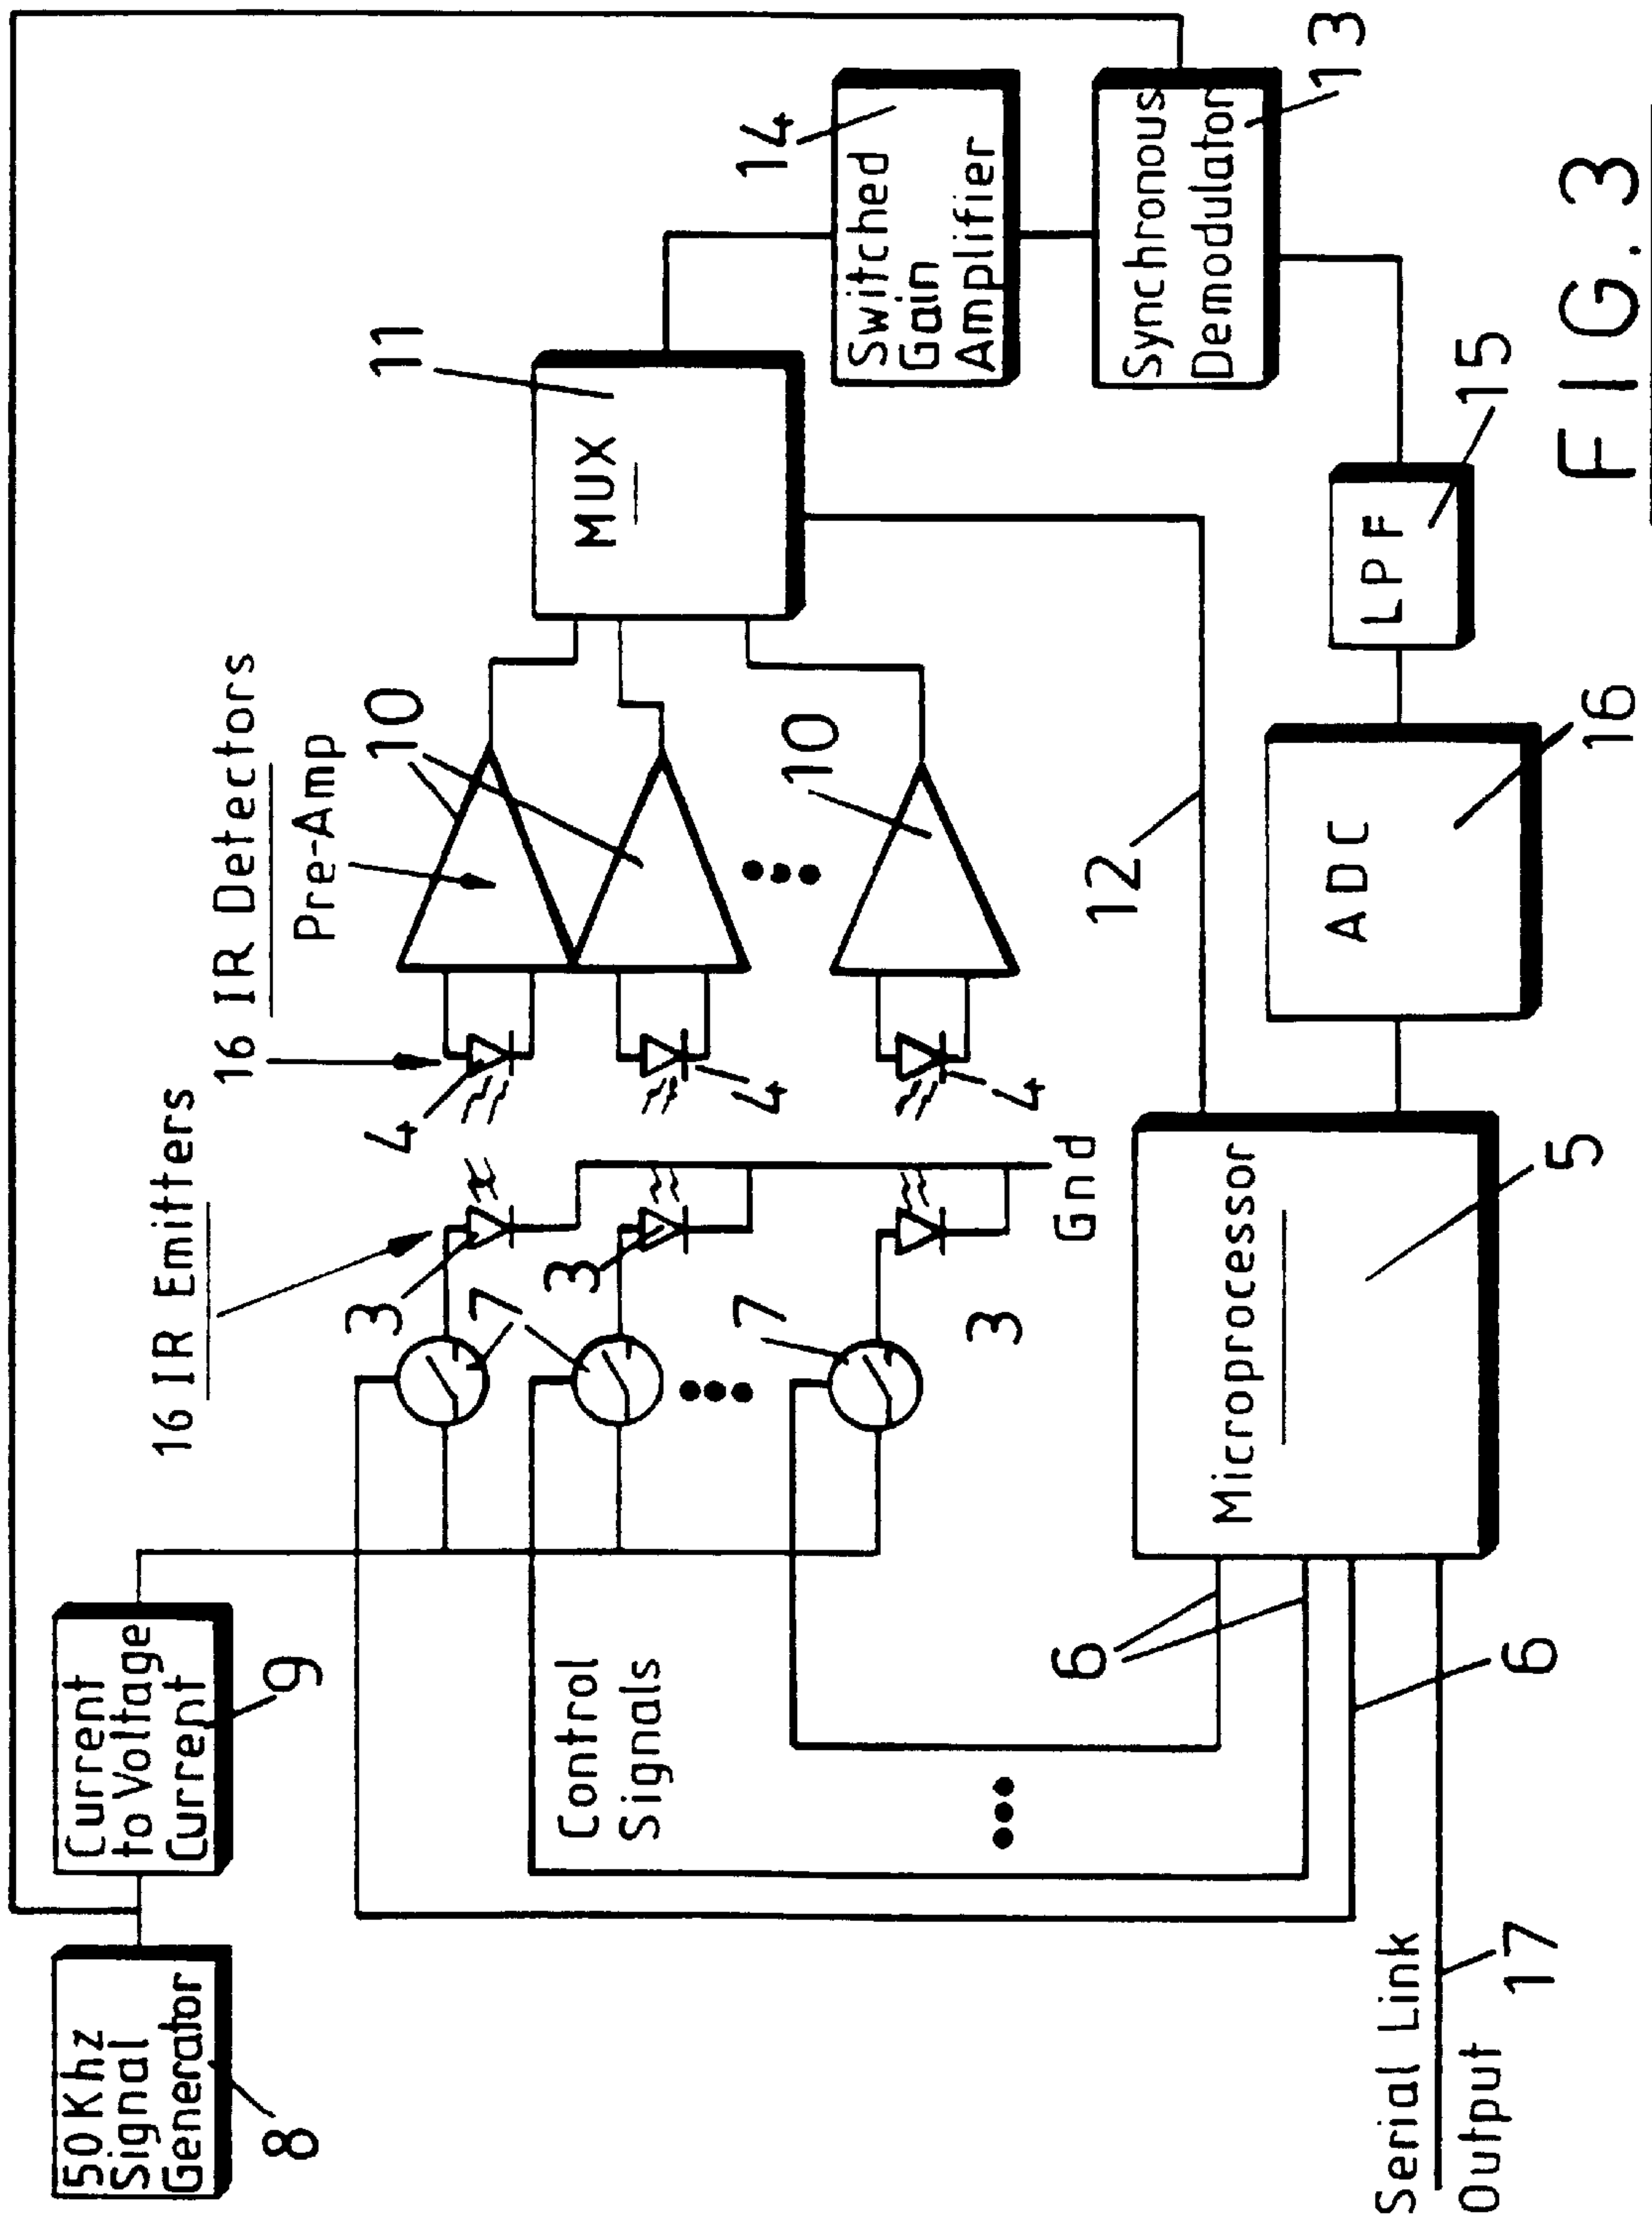 50Khz
Signal
Generator
8
Current
to Voltage
Current
9
16 IR Emitters
16 IR Detectors
Pre-Amp
10
10
11
MUX
14
Switched
Gain
Amplifier
Synchronous
Demodulator
13
Control
Signals
3
7
3
7
3
4
4
4
Gnd
12
6
6
Microprocessor
5
ADC
16
LPF
15
Serial Link
Output
17
FIG. 3